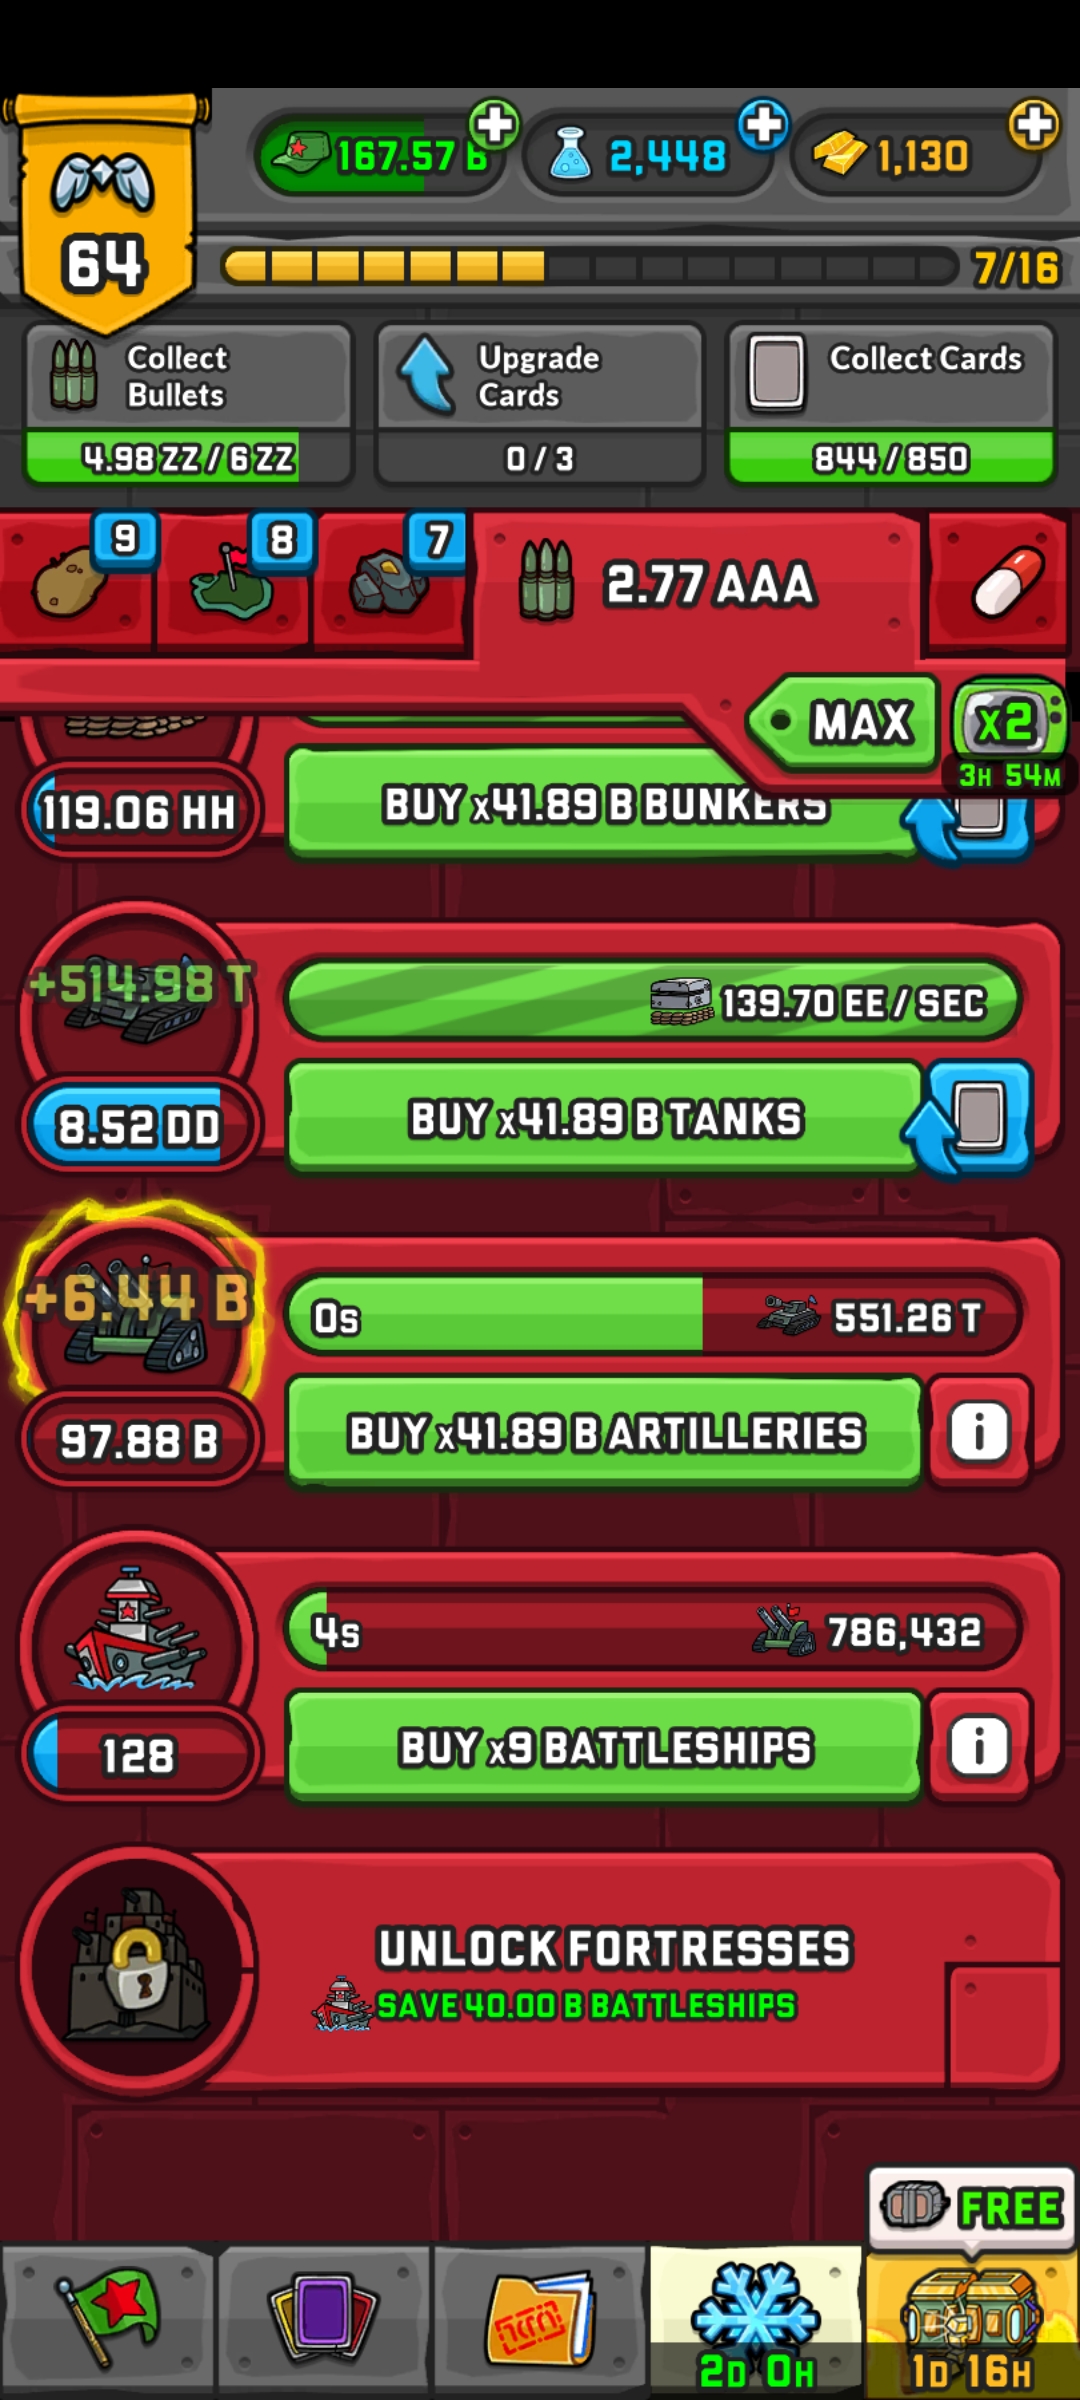 167.57 B
2,448
1,130
64
7/16
Collect
Bullets
Upgrade
Cards
Collect Cards
4.98 ZZ / 6 ZZ
0 / 3
844 / 850
9
8
7
2.77 AAA
MAX
x2
3H 54M
119.06 HH
BUY x41.89 B BUNKERS
+514.98 T
139.70 EE / SEC
8.52 DD
BUY x41.89 B TANKS
+6.44 B
0s
551.26 T
97.88 B
BUY x41.89 B ARTILLERIES
i
4s
786,432
128
BUY x9 BATTLESHIPS
i
UNLOCK FORTRESSES
SAVE 40.00 B BATTLESHIPS
FREE
2D 0H
1D 16H